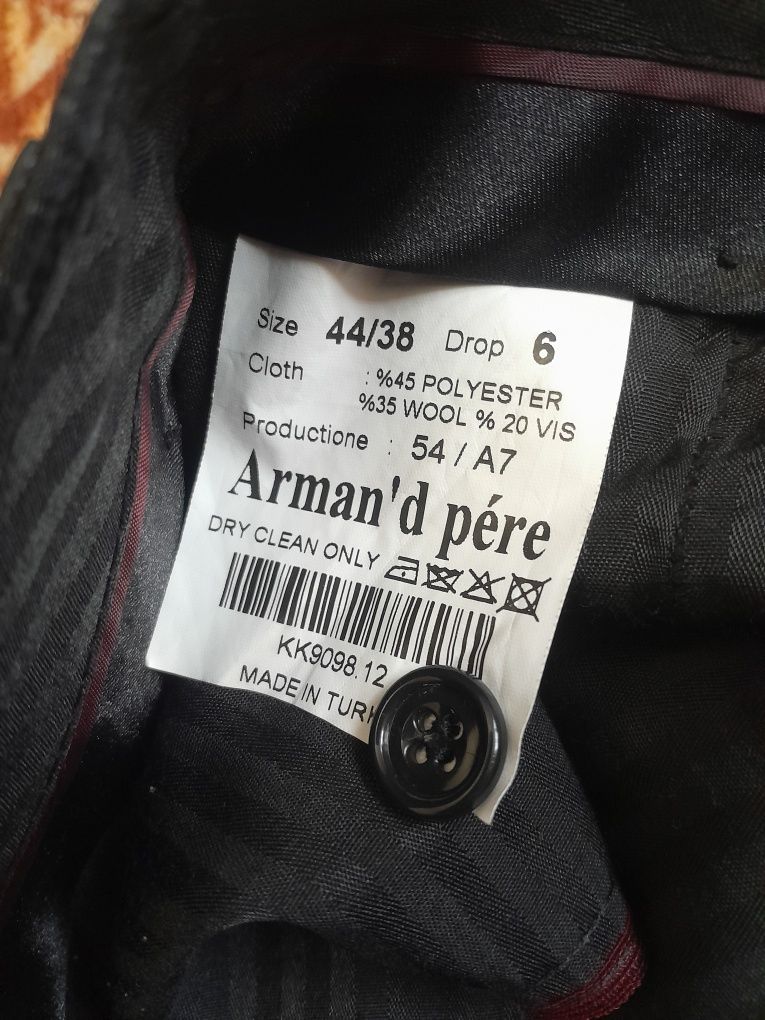 Size 44/38 Drop 6
Cloth : %45 POLYESTER
%35 WOOL % 20 VIS
Productione : 54 / A7
Arman'd pére
DRY CLEAN ONLY
KK9098.12
MADE IN